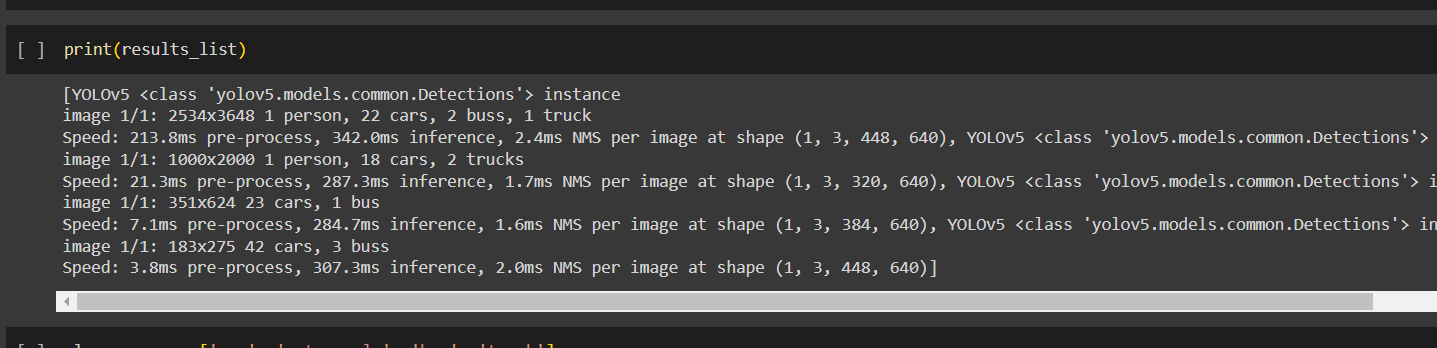 [ ] print(results_list)
[YOLOv5 <class 'yolov5.models.common.Detections'> instance
image 1/1: 2534x3648 1 person, 22 cars, 2 buss, 1 truck
Speed: 213.8ms pre-process, 342.0ms inference, 2.4ms NMS per image at shape (1, 3, 448, 640), YOLOv5 <class 'yolov5.models.common.Detections'>
image 1/1: 1000x2000 1 person, 18 cars, 2 trucks
Speed: 21.3ms pre-process, 287.3ms inference, 1.7ms NMS per image at shape (1, 3, 320, 640), YOLOv5 <class 'yolov5.models.common.Detections'> i
image 1/1: 351x624 23 cars, 1 bus
Speed: 7.1ms pre-process, 284.7ms inference, 1.6ms NMS per image at shape (1, 3, 384, 640), YOLOv5 <class 'yolov5.models.common.Detections'> in
image 1/1: 183x275 42 cars, 3 buss
Speed: 3.8ms pre-process, 307.3ms inference, 2.0ms NMS per image at shape (1, 3, 448, 640)]